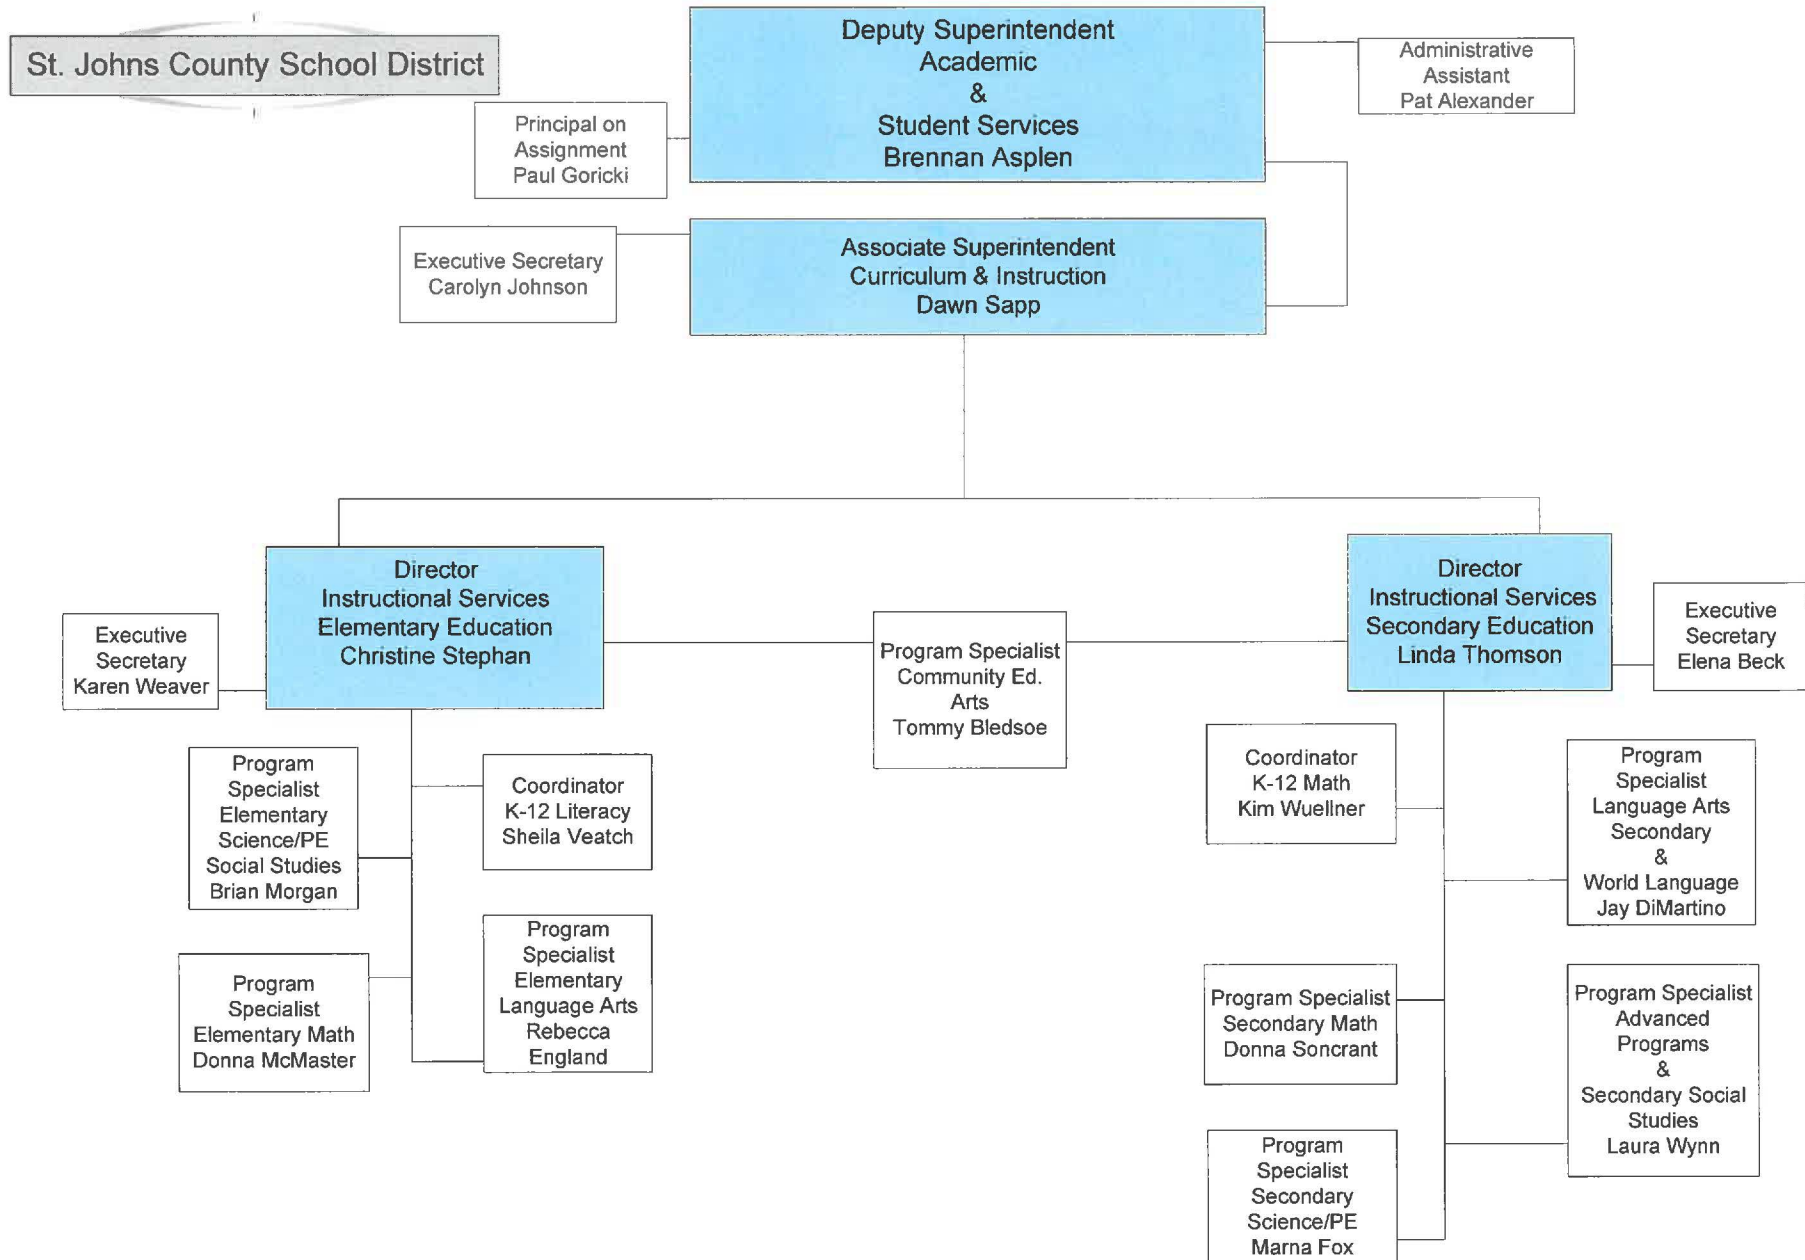 St. Johns County School District
Deputy Superintendent
Academic
&
Student Services
Brennan Asplen
Administrative
Assistant
Pat Alexander
Principal on
Assignment
Paul Goricki
Executive Secretary
Carolyn Johnson
Associate Superintendent
Curriculum & Instruction
Dawn Sapp
Director
Instructional Services
Elementary Education
Christine Stephan
Executive
Secretary
Karen Weaver
Program Specialist
Community Ed.
Arts
Tommy Bledsoe
Director
Instructional Services
Secondary Education
Linda Thomson
Executive
Secretary
Elena Beck
Program
Specialist
Elementary
Science/PE
Social Studies
Brian Morgan
Coordinator
K-12 Literacy
Sheila Veatch
Program
Specialist
Elementary Math
Donna McMaster
Program
Specialist
Elementary
Language Arts
Rebecca
England
Coordinator
K-12 Math
Kim Wuellner
Program
Specialist
Language Arts
Secondary
&
World Language
Jay DiMartino
Program Specialist
Secondary Math
Donna Soncrant
Program Specialist
Advanced
Programs
&
Secondary Social
Studies
Laura Wynn
Program
Specialist
Secondary
Science/PE
Marna Fox